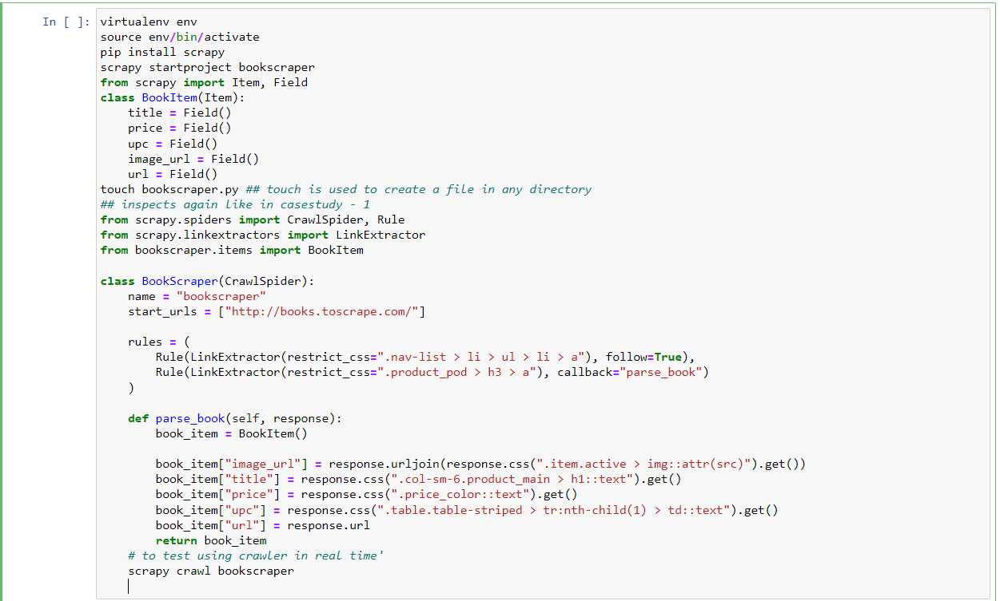 In [ ]:
virtualenv env
source env/bin/activate
pip install scrapy
scrapy startproject bookscraper
from scrapy import Item, Field
class BookItem(Item):
    title = Field()
    price = Field()
    upc = Field()
    image_url = Field()
    url = Field()
touch bookscraper.py ## touch is used to create a file in any directory
## inspects again like in casestudy - 1
from scrapy.spiders import CrawlSpider, Rule
from scrapy.linkextractors import LinkExtractor
from bookscraper.items import BookItem

class BookScraper(CrawlSpider):
    name = "bookscraper"
    start_urls = ["http://books.toscrape.com/"]

    rules = (
        Rule(LinkExtractor(restrict_css=".nav-list > li > ul > li > a"), follow=True),
        Rule(LinkExtractor(restrict_css=".product_pod > h3 > a"), callback="parse_book")
    )

    def parse_book(self, response):
        book_item = BookItem()

        book_item["image_url"] = response.urljoin(response.css(".item.active > img::attr(src)").get())
        book_item["title"] = response.css(".col-sm-6.product_main > h1::text").get()
        book_item["price"] = response.css(".price_color::text").get()
        book_item["upc"] = response.css(".table.table-striped > tr:nth-child(1) > td::text").get()
        book_item["url"] = response.url
        return book_item
    # to test using crawler in real time'
    scrapy crawl bookscraper